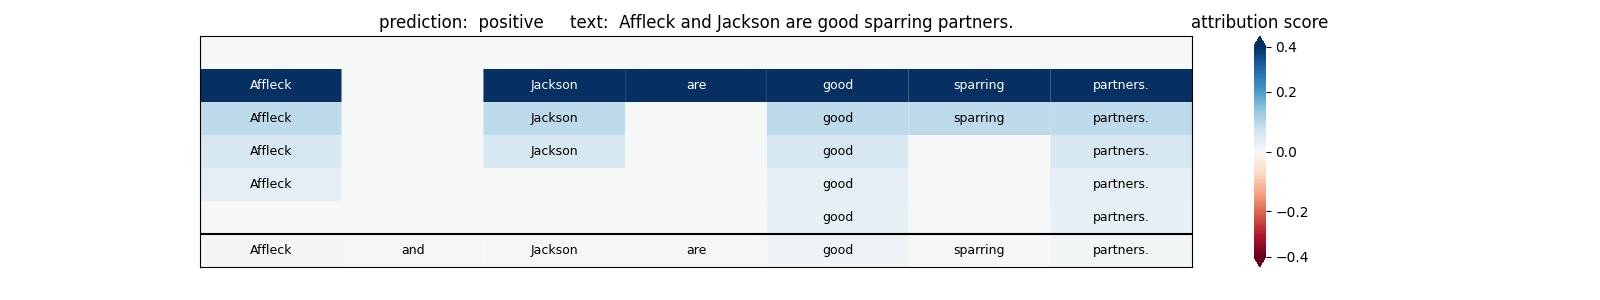 prediction:  positive     text:  Affleck and Jackson are good sparring partners.
attribution score
Affleck Jackson are good sparring partners.
Affleck Jackson good sparring partners.
Affleck Jackson good partners.
Affleck good partners.
good partners.
Affleck and Jackson are good sparring partners.
0.4
0.2
0.0
−0.2
−0.4